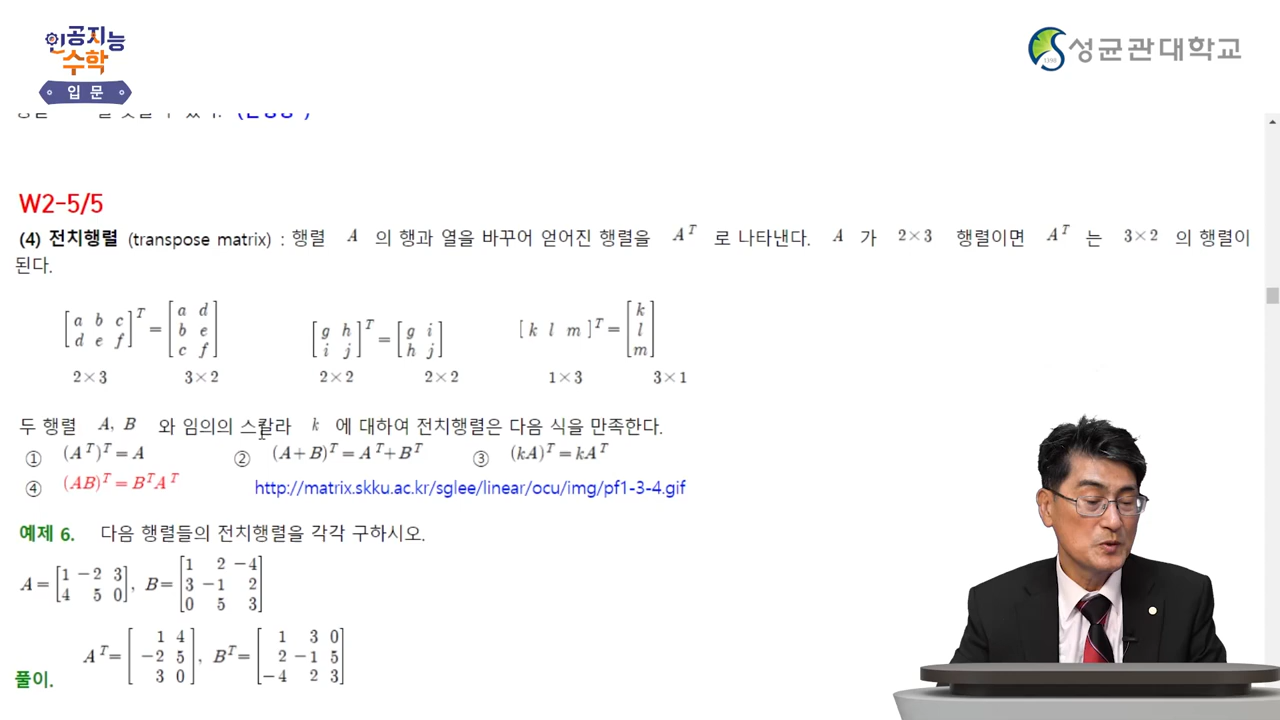 인공지능
수학
입문
성균관대학교
1398
W2-5/5
(4) 전치행렬 (transpose matrix) : 행렬 A 의 행과 열을 바꾸어 얻어진 행렬을 A^T 로 나타낸다. A 가 2×3 행렬이면 A^T 는 3×2 의 행렬이
된다.
[a b c; d e f]^T = [a d; b e; c f] [g h; i j]^T = [g i; h j] [k l m]^T = [k; l; m]
2×3 3×2 2×2 2×2 1×3 3×1
두 행렬 A, B 와 임의의 스칼라 k 에 대하여 전치행렬은 다음 식을 만족한다.
① (A^T)^T = A ② (A+B)^T = A^T+B^T ③ (kA)^T = kA^T
④ (AB)^T = B^T A^T http://matrix.skku.ac.kr/sglee/linear/ocu/img/pf1-3-4.gif
예제 6. 다음 행렬들의 전치행렬을 각각 구하시오.
A = [1 −2 3; 4 5 0], B = [1 2 −4; 3 −1 2; 0 5 3]
풀이. A^T = [1 4; −2 5; 3 0], B^T = [1 3 0; 2 −1 5; −4 2 3]